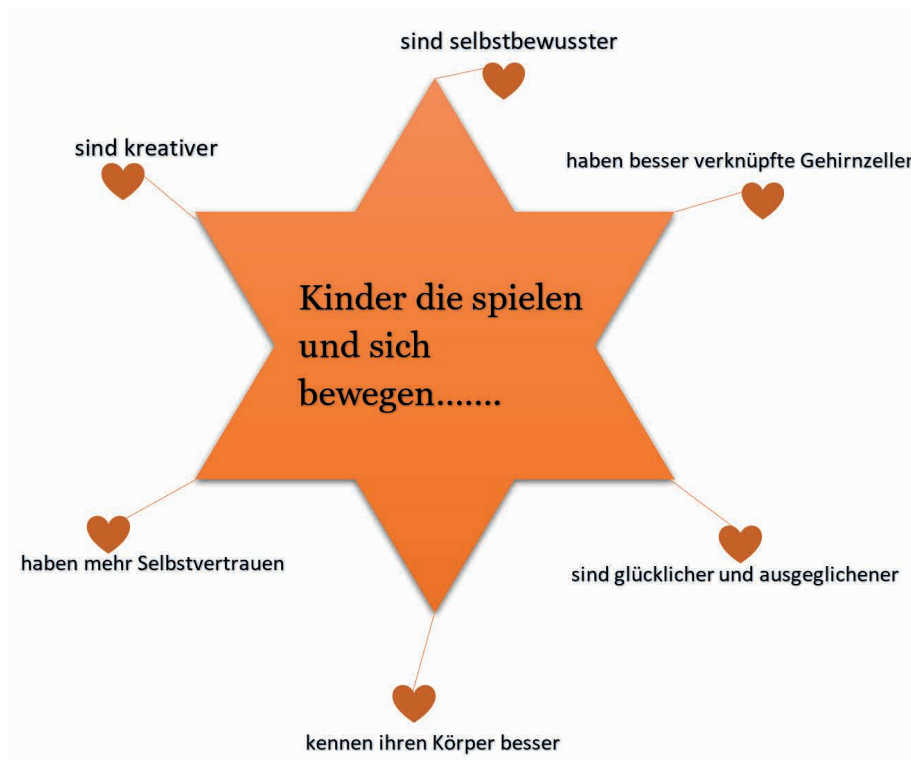 sind selbstbewusster
sind kreativer
haben besser verknüpfte Gehirnzellen
Kinder die spielen
und sich
bewegen.......
haben mehr Selbstvertrauen
sind glücklicher und ausgeglichener
kennen ihren Körper besser